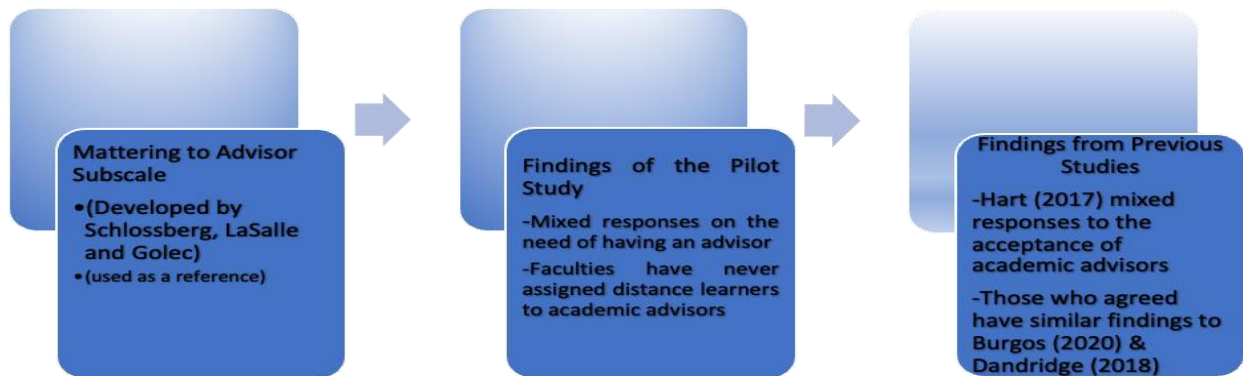 Mattering to Advisor
Subscale
•(Developed by
Schlossberg, LaSalle
and Golec)
•(used as a reference)
Findings of the Pilot
Study
-Mixed responses on the
need of having an advisor
-Faculties have never
assigned distance learners
to academic advisors
Findings from Previous
Studies
-Hart (2017) mixed
responses to the
acceptance of
academic advisors
-Those who agreed
have similar findings to
Burgos (2020) &
Dandridge (2018)